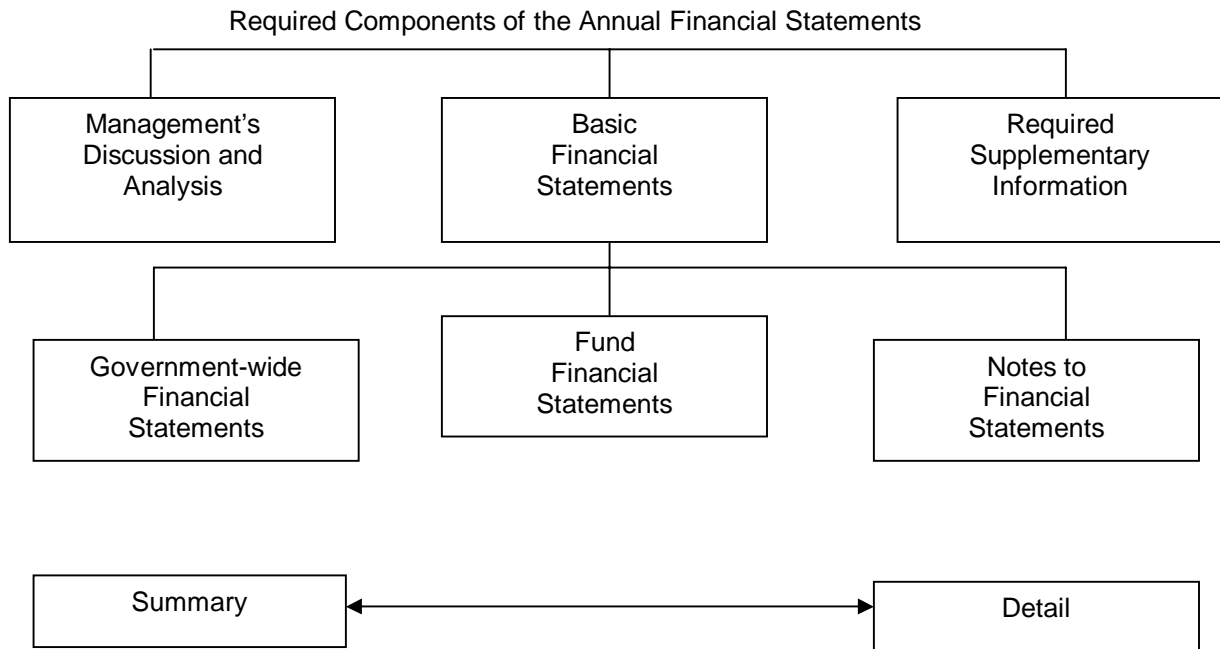 Required Components of the Annual Financial Statements
Management’s
Discussion and
Analysis
Basic
Financial
Statements
Required
Supplementary
Information
Government-wide
Financial
Statements
Fund
Financial
Statements
Notes to
Financial
Statements
Summary
Detail